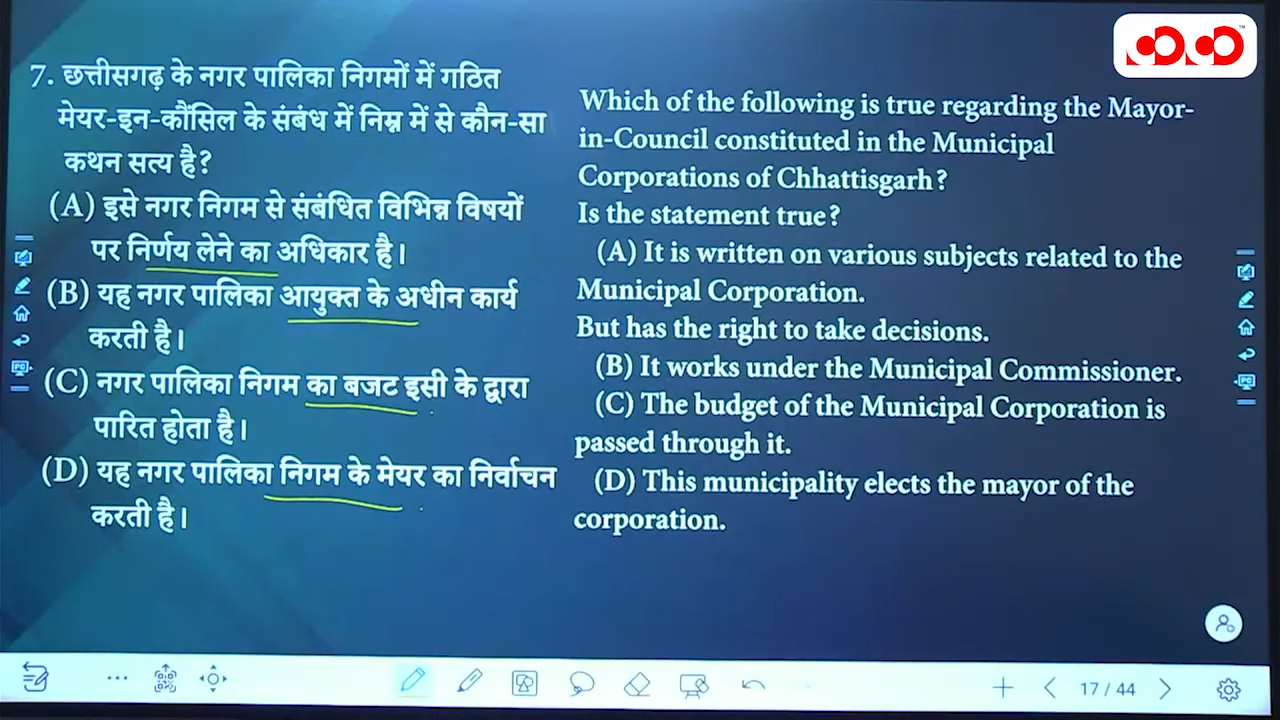 7. छत्तीसगढ़ के नगर पालिका निगमों में गठित
मेयर-इन-कौंसिल के संबंध में निम्न में से कौन-सा
कथन सत्य है?
(A) इसे नगर निगम से संबंधित विभिन्न विषयों
पर निर्णय लेने का अधिकार है।
(B) यह नगर पालिका आयुक्त के अधीन कार्य
करती है।
(C) नगर पालिका निगम का बजट इसी के द्वारा
पारित होता है।
(D) यह नगर पालिका निगम के मेयर का निर्वाचन
करती है।
Which of the following is true regarding the Mayor-
in-Council constituted in the Municipal
Corporations of Chhattisgarh?
Is the statement true?
(A) It is written on various subjects related to the
Municipal Corporation.
But has the right to take decisions.
(B) It works under the Municipal Commissioner.
(C) The budget of the Municipal Corporation is
passed through it.
(D) This municipality elects the mayor of the
corporation.
PC
PC
17 / 44